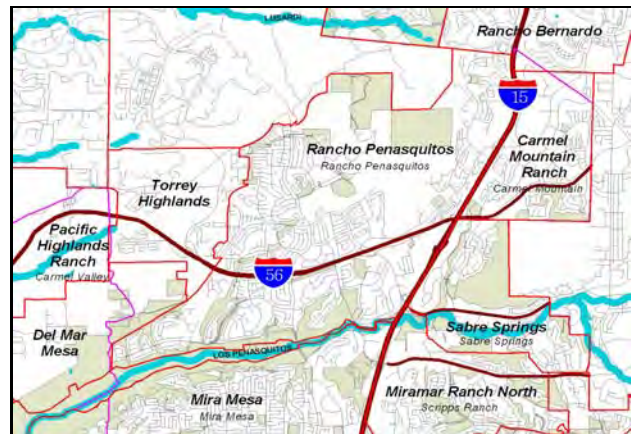 LUSARDI
Rancho Bernardo
15
Rancho Penasquitos
Rancho Penasquitos
Carmel
Mountain
Ranch
Carmel Mountain
Torrey
Highlands
Pacific
Highlands
Ranch
Carmel Valley
56
Del Mar
Mesa
LOS PENASQUITOS
Sabre Springs
Sabre Springs
Mira Mesa
Mira Mesa
Miramar Ranch North
Scripps Ranch